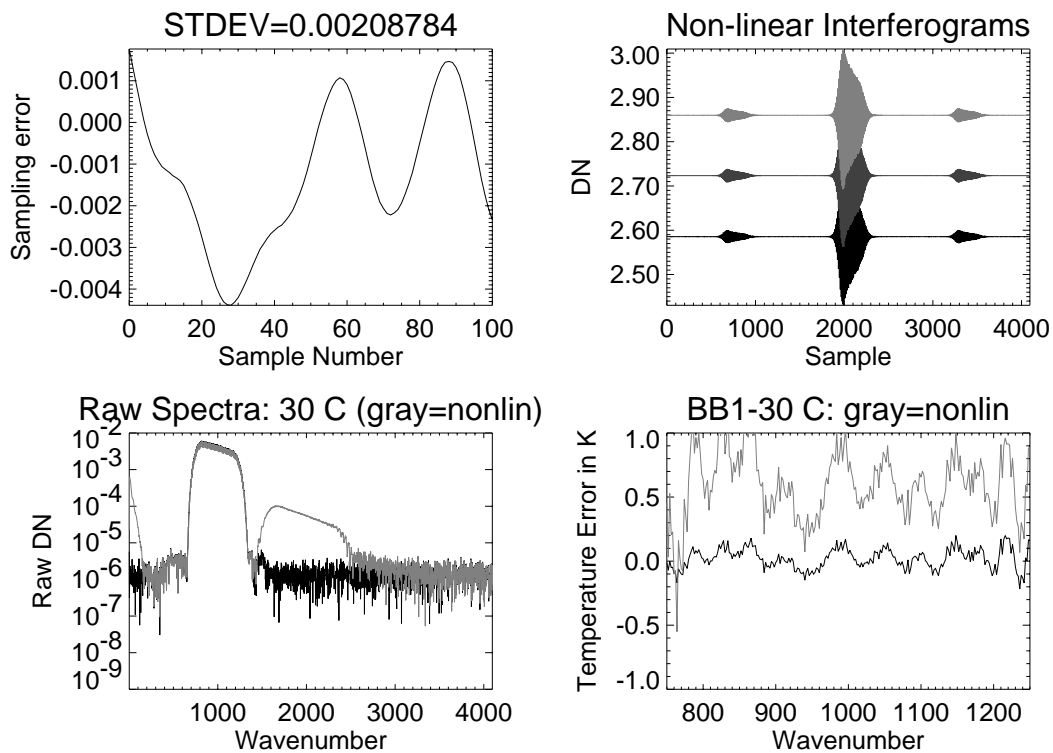 STDEV=0.00208784
Sampling error
0.001
0.000
-0.001
-0.002
-0.003
-0.004
0 20 40 60 80 100
Sample Number
Non-linear Interferograms
DN
3.00
2.90
2.80
2.70
2.60
2.50
0 1000 2000 3000 4000
Sample
Raw Spectra: 30 C (gray=nonlin)
Raw DN
10-2
10-3
10-4
10-5
10-6
10-7
10-8
10-9
1000 2000 3000 4000
Wavenumber
BB1-30 C: gray=nonlin
Temperature Error in K
1.0
0.5
0.0
-0.5
-1.0
800 900 1000 1100 1200
Wavenumber